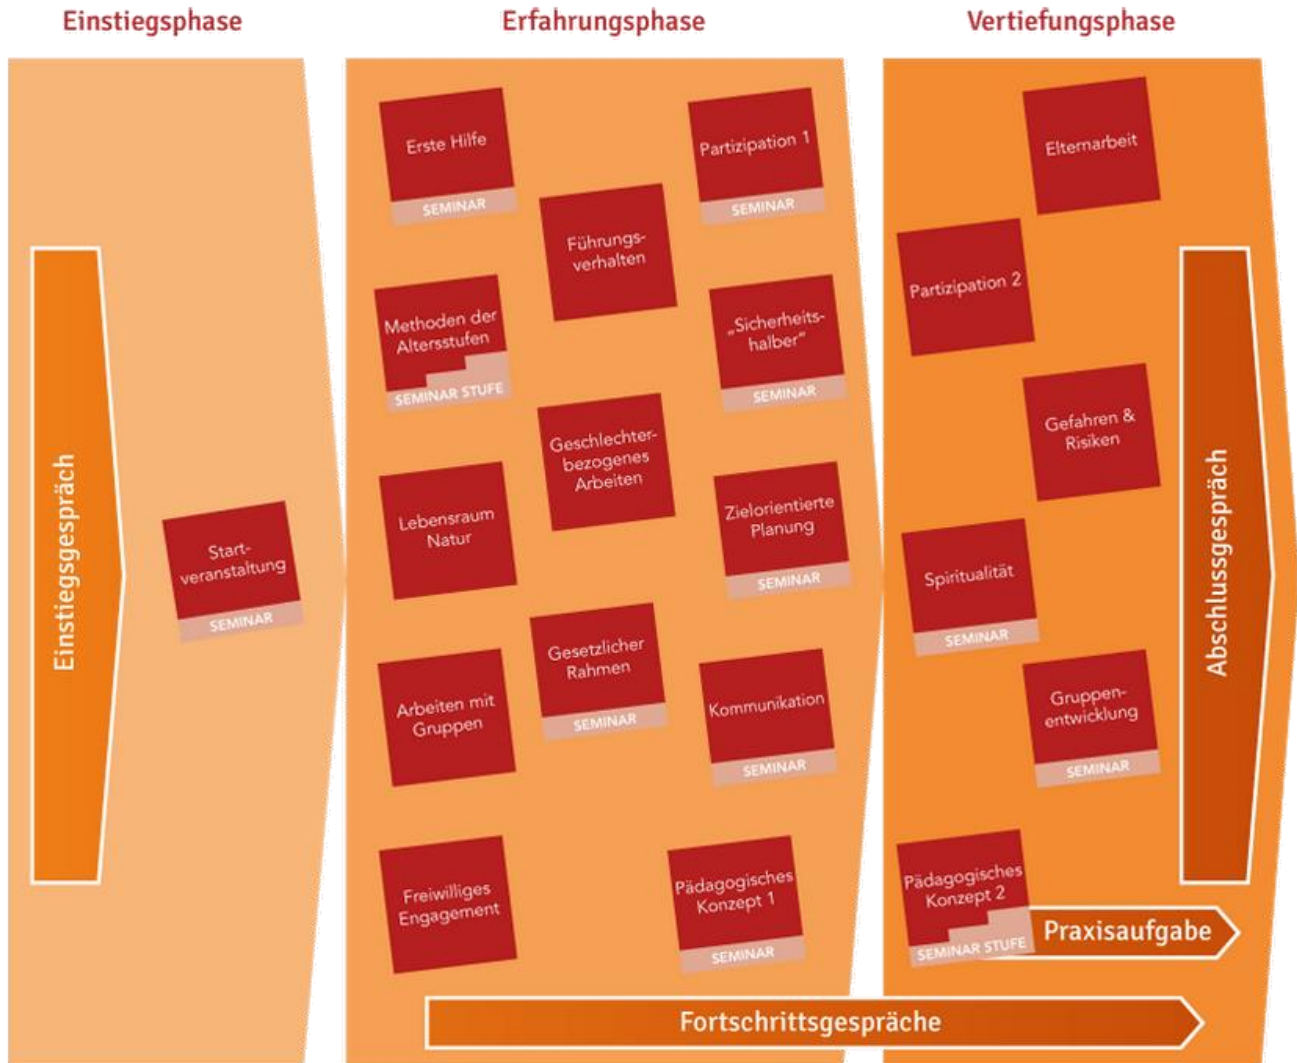 Einstiegsphase
Erfahrungsphase
Vertiefungsphase
Einstiegsgespräch
Start-
veranstaltung
SEMINAR
Erste Hilfe
SEMINAR
Partizipation 1
SEMINAR
Führungs-
verhalten
Methoden der
Altersstufen
SEMINAR STUFE
„Sicherheits-
halber“
SEMINAR
Geschlechter-
bezogenes
Arbeiten
Lebensraum
Natur
Zielorientierte
Planung
SEMINAR
Gesetzlicher
Rahmen
SEMINAR
Arbeiten mit
Gruppen
Kommunikation
SEMINAR
Freiwilliges
Engagement
Pädagogisches
Konzept 1
SEMINAR
Elternarbeit
Partizipation 2
Gefahren &
Risiken
Spiritualität
SEMINAR
Gruppen-
entwicklung
SEMINAR
Pädagogisches
Konzept 2
SEMINAR STUFE
Praxisaufgabe
Abschlussgespräch
Fortschrittsgespräche